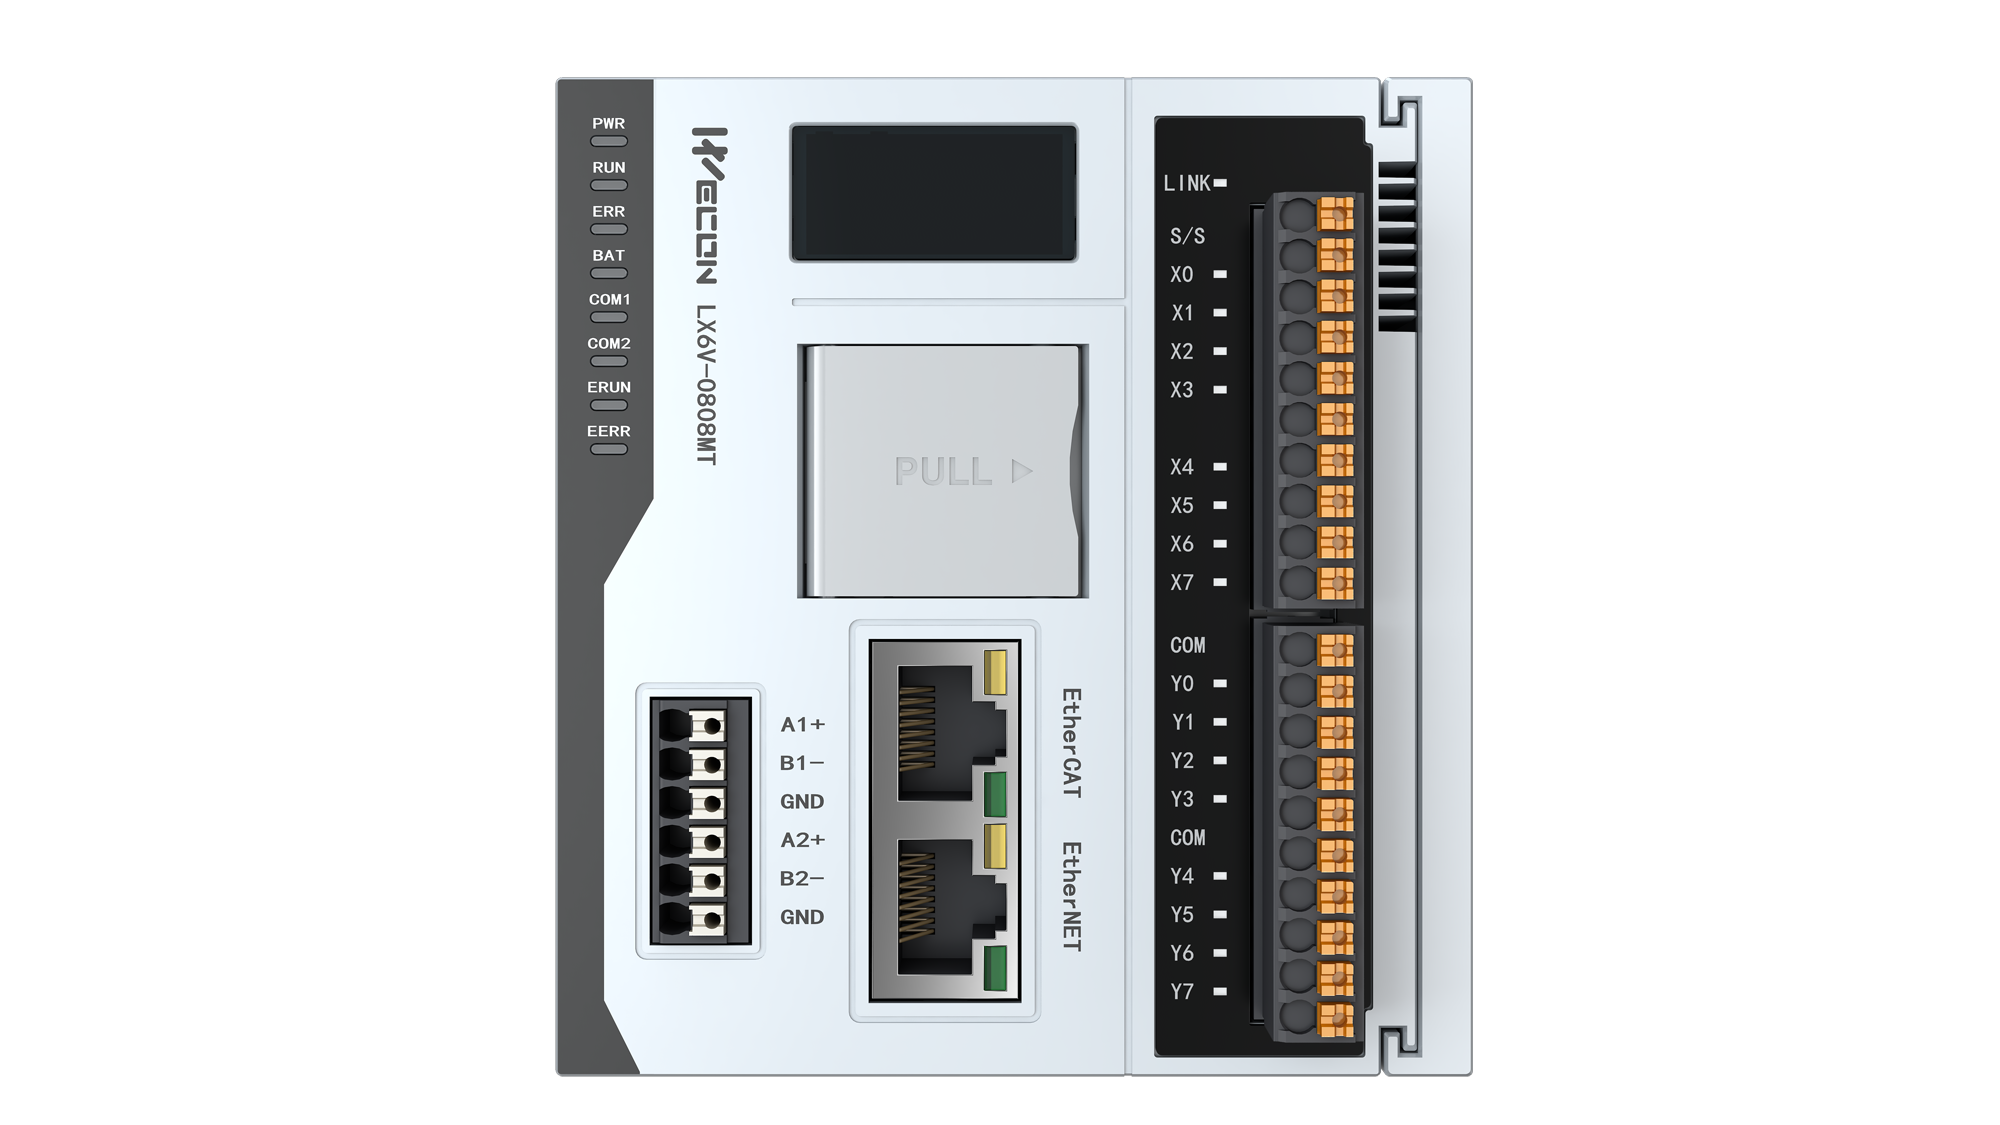 PWR
RUN
ERR
BAT
COM1
COM2
ERUN
EERR
WECON LX6V-0808MT
PULL
A1+
B1-
GND
A2+
B2-
GND
EtherCAT
EtherNET
LINK
S/S
X0
X1
X2
X3
X4
X5
X6
X7
COM
Y0
Y1
Y2
Y3
COM
Y4
Y5
Y6
Y7